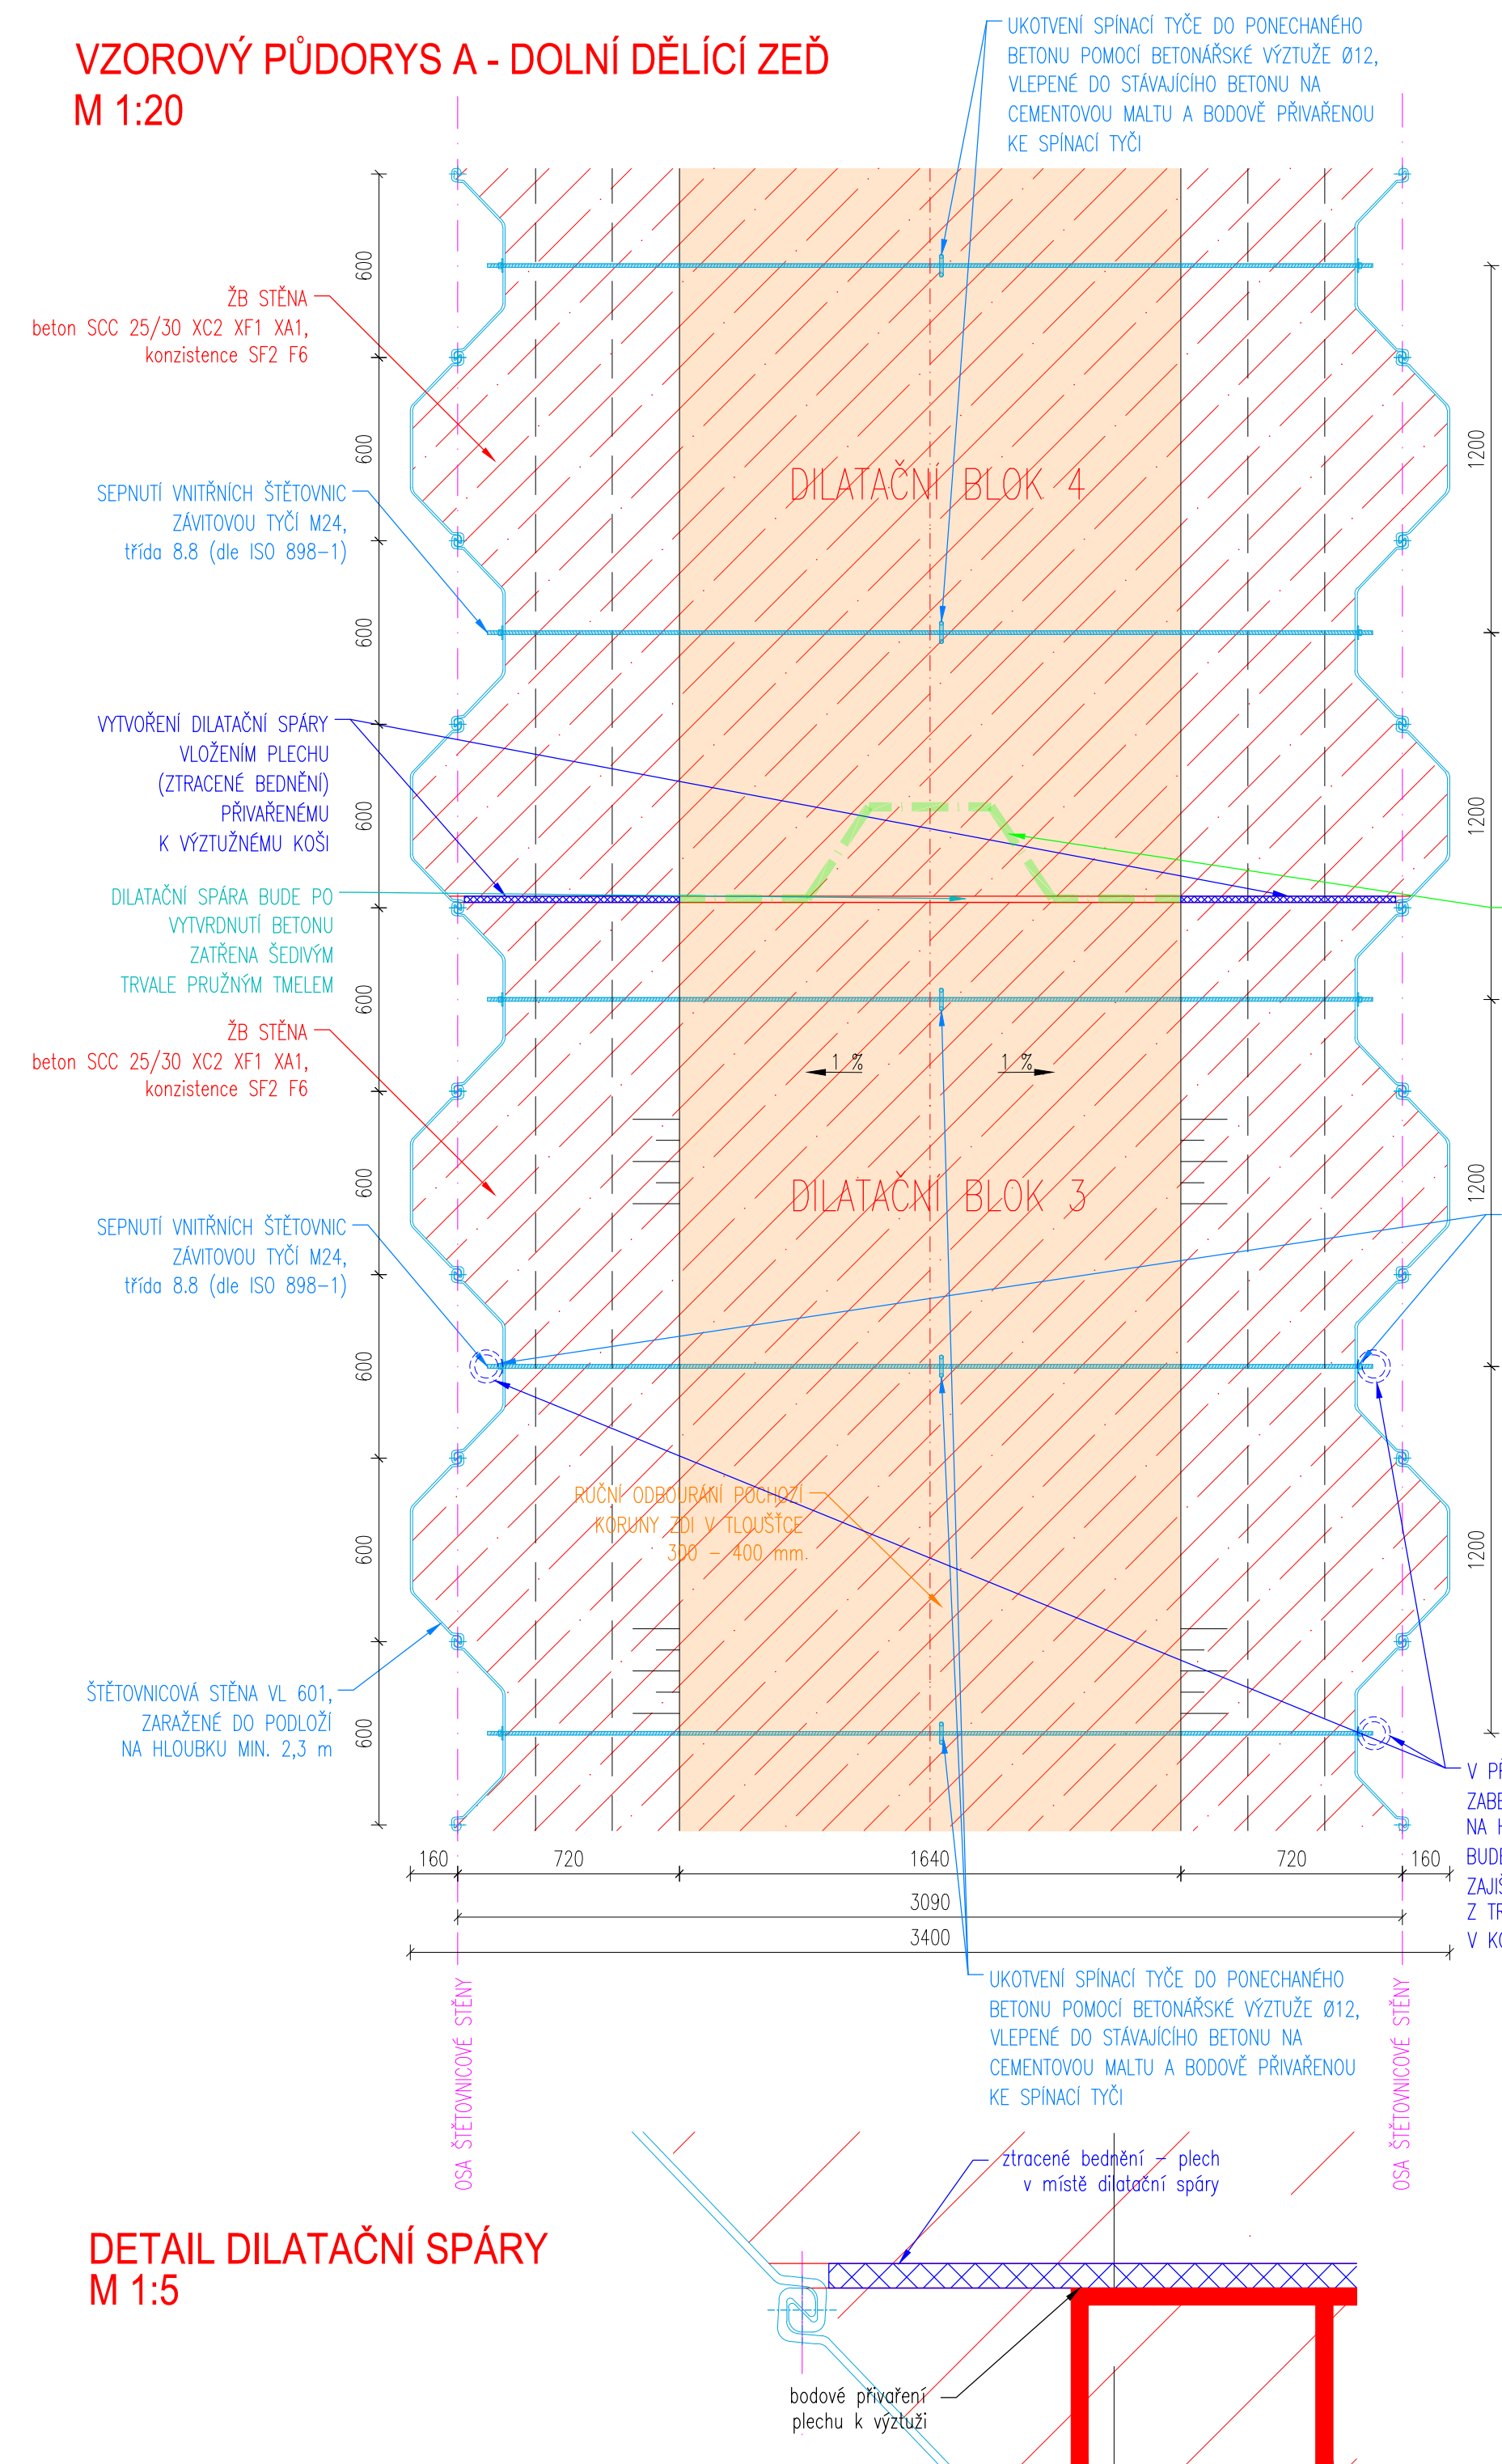 VZOROVÝ PŮDORYS A - DOLNÍ DĚLÍCÍ ZEĎ
M 1:20
UKOTVENÍ SPÍNACÍ TYČE DO PONECHANÉHO
BETONU POMOCÍ BETONÁŘSKÉ VÝZTUŽE Ø12,
VLEPENÉ DO STÁVAJÍCÍHO BETONU NA
CEMENTOVOU MALTU A BODOVĚ PŘIVAŘENOU
KE SPÍNACÍ TYČI
600
ŽB STĚNA
beton SCC 25/30 XC2 XF1 XA1,
konzistence SF2 F6
600
1200
DILATAČNÍ BLOK 4
SEPNUTÍ VNITŘNÍCH ŠTĚTOVNIC
ZÁVITOVOU TYČÍ M24,
třída 8.8 (dle ISO 898-1)
600
VYTVOŘENÍ DILATAČNÍ SPÁRY
VLOŽENÍM PLECHU
(ZTRACENÉ BEDNĚNÍ)
PŘIVAŘENÉMU
K VÝZTUŽNÉMU KOŠI
600
1200
DILATAČNÍ SPÁRA BUDE PO
VYTVRDNUTÍ BETONU
ZATŘENA ŠEDIVÝM
TRVALE PRUŽNÝM TMELEM
600
ŽB STĚNA
beton SCC 25/30 XC2 XF1 XA1,
konzistence SF2 F6
1 %
1 %
600
1200
DILATAČNÍ BLOK 3
SEPNUTÍ VNITŘNÍCH ŠTĚTOVNIC
ZÁVITOVOU TYČÍ M24,
třída 8.8 (dle ISO 898-1)
600
RUČNÍ ODBOURÁNÍ POCHOZÍ
KORUNY ZDI V TLOUŠŤCE
300 - 400 mm.
600
1200
ŠTĚTOVNICOVÁ STĚNA VL 601,
ZARAŽENÉ DO PODLOŽÍ
NA HLOUBKU MIN. 2,3 m
600
V PŘ
ZABE
NA H
BUDE
ZAJIŠ
Z TR
V KO
160
720
1640
720
160
3090
3400
OSA ŠTĚTOVNICOVÉ STĚNY
OSA ŠTĚTOVNICOVÉ STĚNY
UKOTVENÍ SPÍNACÍ TYČE DO PONECHANÉHO
BETONU POMOCÍ BETONÁŘSKÉ VÝZTUŽE Ø12,
VLEPENÉ DO STÁVAJÍCÍHO BETONU NA
CEMENTOVOU MALTU A BODOVĚ PŘIVAŘENOU
KE SPÍNACÍ TYČI
ztracené bednění - plech
v místě dilatační spáry
DETAIL DILATAČNÍ SPÁRY
M 1:5
bodové přivaření
plechu k výztuži